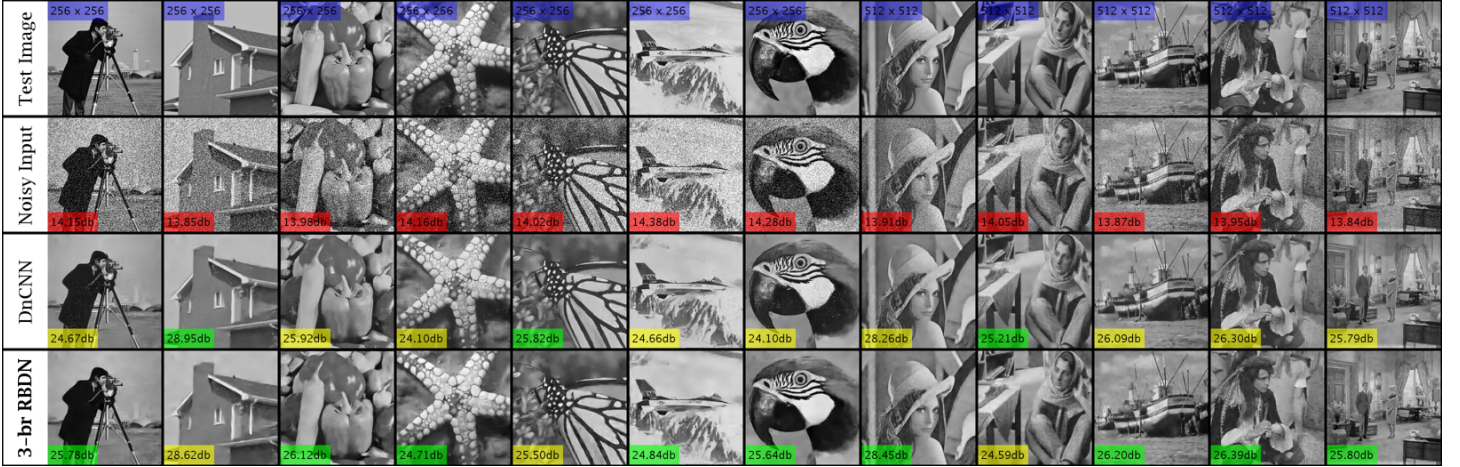 Test Image
256 x 256 256 x 256 256 x 256 256 x 256 256 x 256 256 x 256 256 x 256 512 x 512 512 x 512 512 x 512 512 x 512 512 x 512
Noisy Input
14.15db 13.85db 13.98db 14.16db 14.02db 14.38db 14.28db 13.91db 14.05db 13.87db 13.95db 13.84db
DnCNN
24.67db 28.95db 25.92db 24.10db 25.82db 24.66db 24.10db 28.26db 25.21db 26.09db 26.30db 25.79db
3-br RBDN
25.78db 28.62db 26.12db 24.71db 25.50db 24.84db 25.64db 28.45db 24.59db 26.20db 26.39db 25.80db